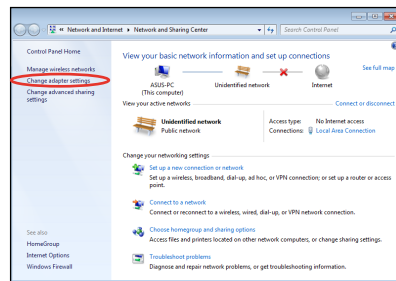 « Network and Internet ▸ Network and Sharing Center
Search Control Panel
Control Panel Home
Manage wireless networks
Change adapter settings
Change advanced sharing
settings
View your basic network information and set up connections
See full map
ASUS-PC
(This computer)
Unidentified network
Internet
View your active networks
Connect or disconnect
Unidentified network
Public network
Access type: No Internet access
Connections: Local Area Connection
Change your networking settings
Set up a new connection or network
Set up a wireless, broadband, dial-up, ad hoc, or VPN connection; or set up a router or access
point.
Connect to a network
Connect or reconnect to a wireless, wired, dial-up, or VPN network connection.
Choose homegroup and sharing options
Access files and printers located on other network computers, or change sharing settings.
Troubleshoot problems
Diagnose and repair network problems, or get troubleshooting information.
See also
HomeGroup
Internet Options
Windows Firewall